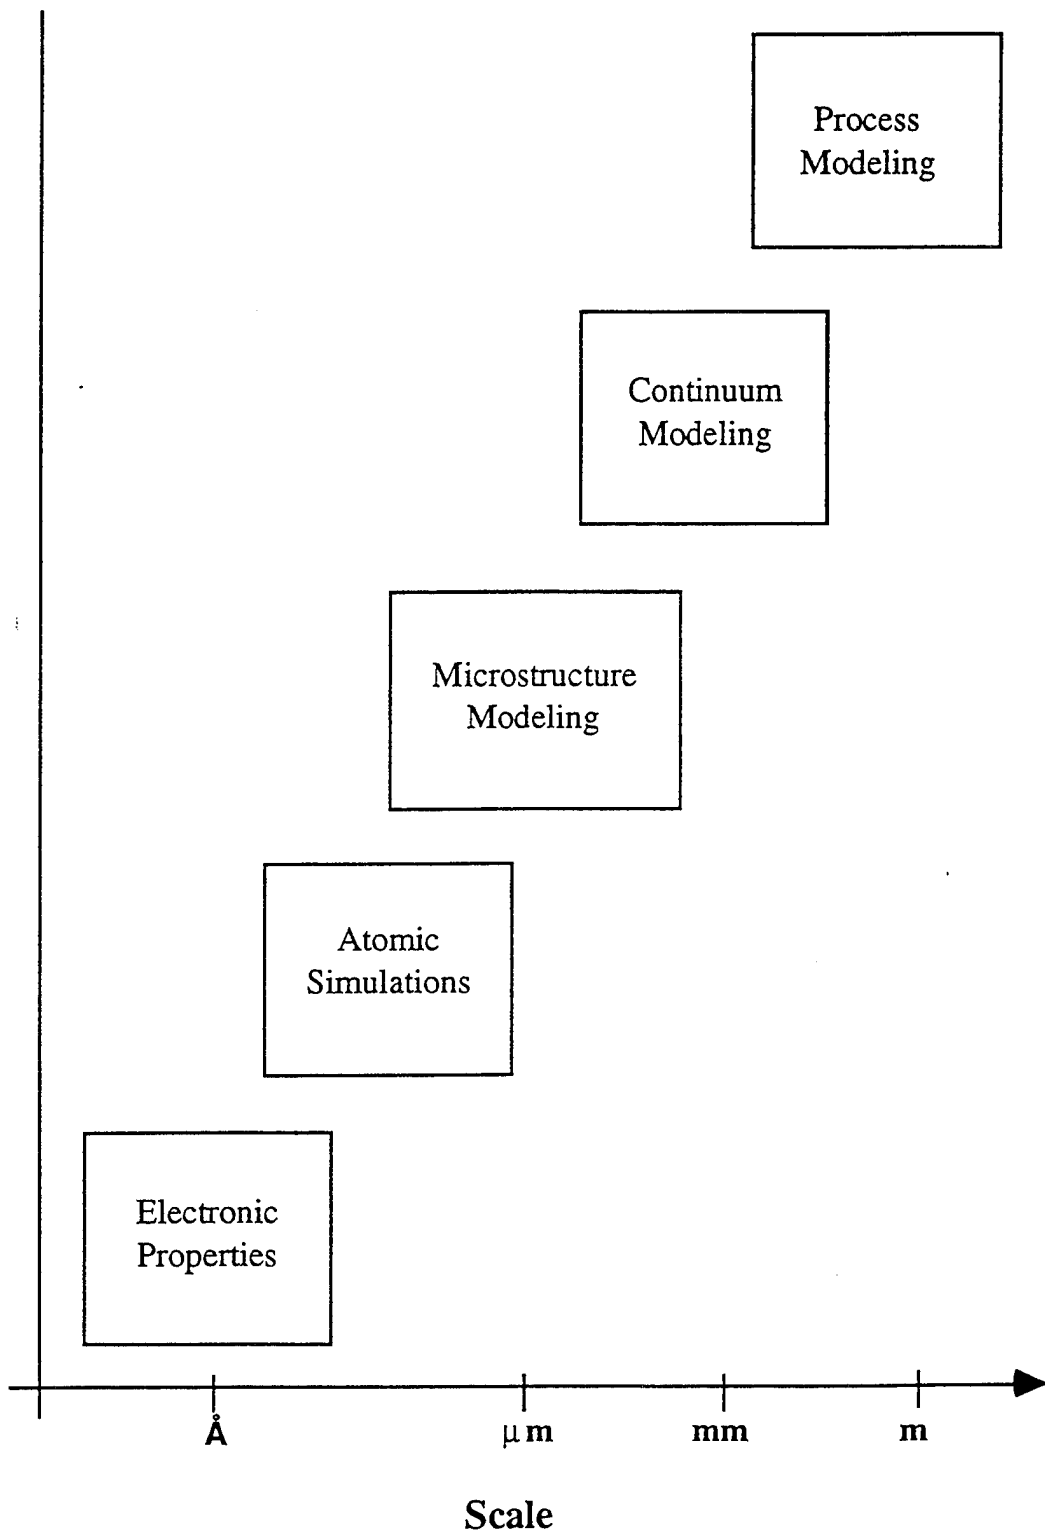 Process
Modeling
Continuum
Modeling
Microstructure
Modeling
Atomic
Simulations
Electronic
Properties
Å μm mm m
Scale